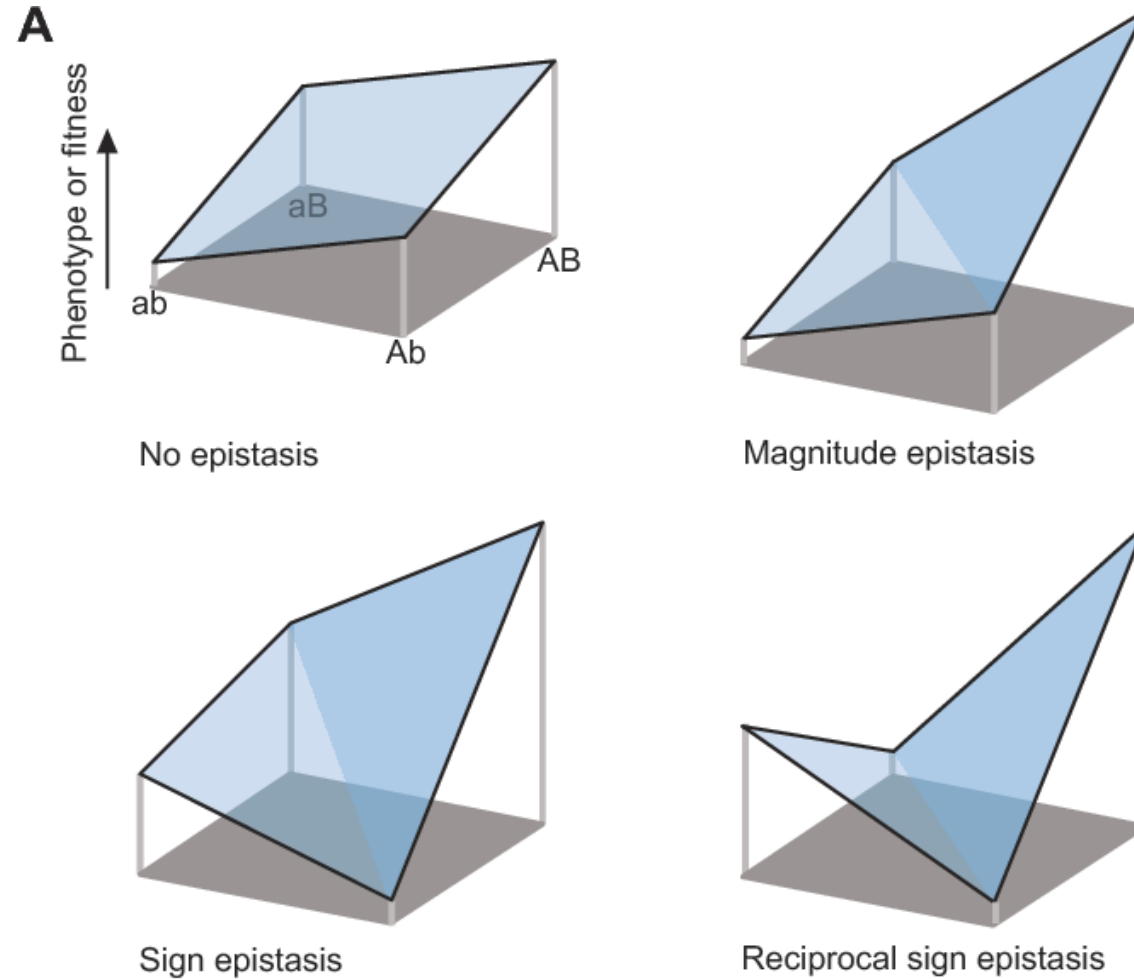 A
Phenotype or fitness
aB
AB
ab
Ab
No epistasis
Magnitude epistasis
Sign epistasis
Reciprocal sign epistasis